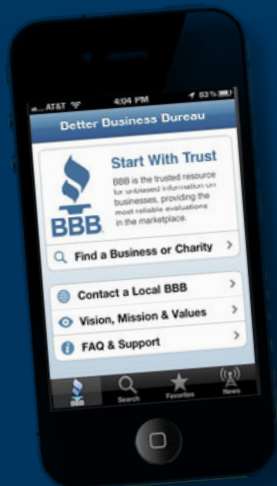 AT&T 4:04 PM 83%
Better Business Bureau
Start With Trust
BBB is the trusted resource
for unbiased information on
businesses, providing the
most reliable evaluations
in the marketplace.
BBB
Find a Business or Charity
Contact a Local BBB
Vision, Mission & Values
FAQ & Support
BBB Search Favorites News